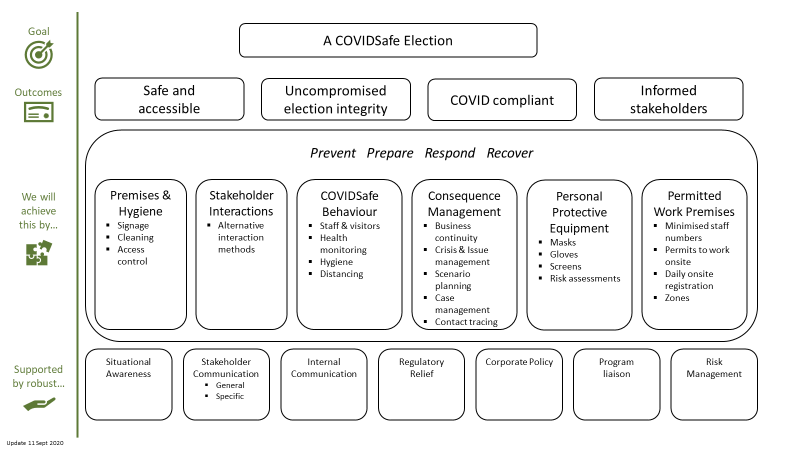 Goal
A COVIDSafe Election
Outcomes
Safe and
accessible
Uncompromised
election integrity
COVID compliant
Informed
stakeholders
We will
achieve
this by...
Prevent Prepare Respond Recover
Premises &
Hygiene
▪ Signage
▪ Cleaning
▪ Access
control
Stakeholder
Interactions
▪ Alternative
interaction
methods
COVIDSafe
Behaviour
▪ Staff & visitors
▪ Health
monitoring
▪ Hygiene
▪ Distancing
Consequence
Management
▪ Business
continuity
▪ Crisis & Issue
management
▪ Scenario
planning
▪ Case
management
▪ Contact tracing
Personal
Protective
Equipment
▪ Masks
▪ Gloves
▪ Screens
▪ Risk assessments
Permitted
Work Premises
▪ Minimised staff
numbers
▪ Permits to work
onsite
▪ Daily onsite
registration
▪ Zones
Supported
by robust...
Situational
Awareness
Stakeholder
Communication
▪ General
▪ Specific
Internal
Communication
Regulatory
Relief
Corporate Policy
Program
liaison
Risk
Management
Update 11Sept 2020